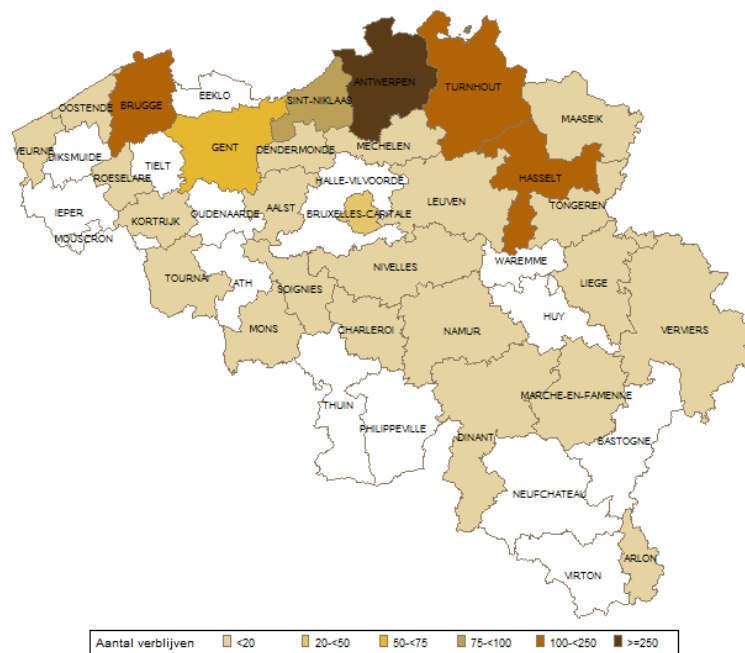 EEKLO
OOSTENDE
BRUGGE
SINT-NIKLAAS
ANTWERPEN
TURNHOUT
MAASEIK
VEURNE
DIKSMUIDE
TIELT
GENT
DENDERMONDE
MECHELEN
ROESELARE
HALLE-VILVOORDE
HASSELT
IEPER
KORTRIJK
OUDENAARDE
AALST
BRUXELLES-CAPITALE
LEUVEN
TONGEREN
MOUSCRON
WAREMME
TOURNAI
ATH
SOIGNIES
NIVELLES
LIEGE
MONS
CHARLEROI
NAMUR
HUY
VERVIERS
THUIN
PHILIPPEVILLE
MARCHE-EN-FAMENNE
DINANT
BASTOGNE
NEUFCHATEAU
ARLON
VIRTON
Aantal verblijven <20 20-<50 50-<75 75-<100 100-<250 >=250